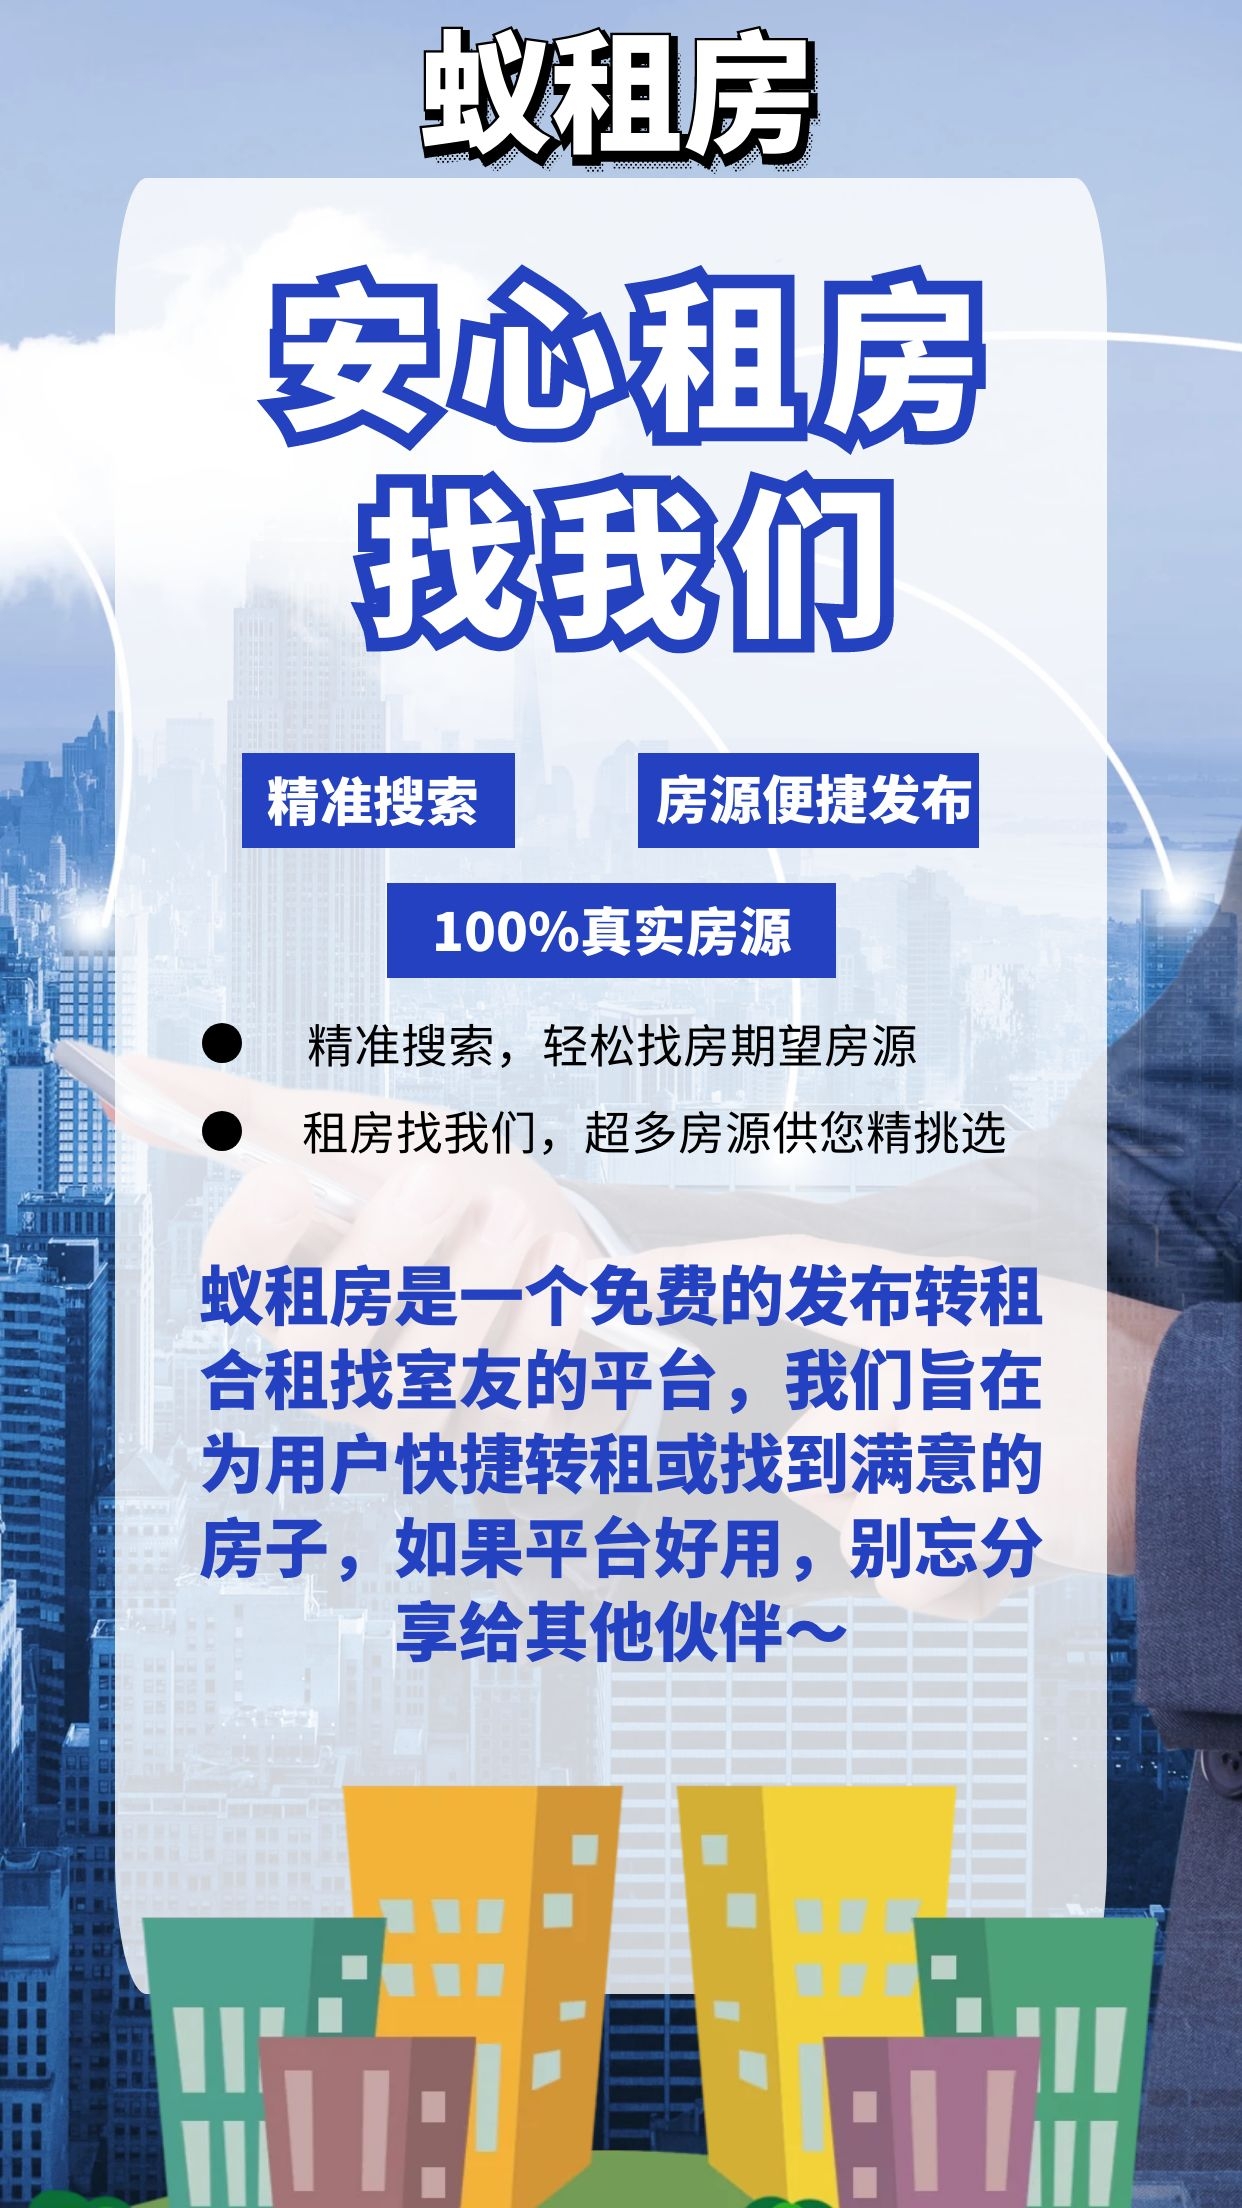 蚁租房
安心租房
找我们
精准搜索
房源便捷发布
100%真实房源
精准搜索，轻松找房期望房源
租房找我们，超多房源供您精挑选
蚁租房是一个免费的发布转租
合租找室友的平台，我们旨在
为用户快捷转租或找到满意的
房子，如果平台好用，别忘分
享给其他伙伴～